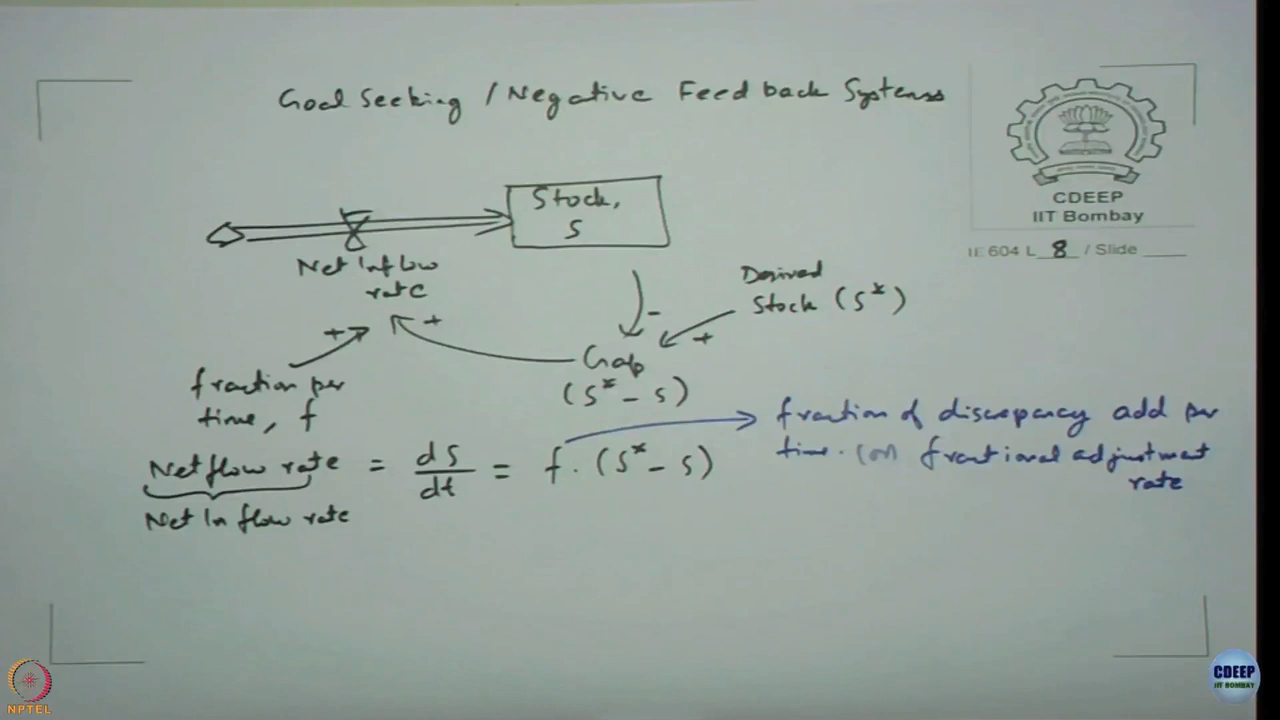 Goal Seeking / Negative Feedback Systems
CDEEP
IIT Bombay
IE 604 L 8 / Slide
Stock,
S
Net Inflow
rate
Desired
Stock (S*)
-
+
+
+
Gap
(S* - S)
fraction per
time, f
Net flow rate = dS/dt = f. (S* - S)
Net In flow rate
fraction of discrepancy add per
time. (or) fractional adjustment
rate
NPTEL
CDEEP
IIT BOMBAY